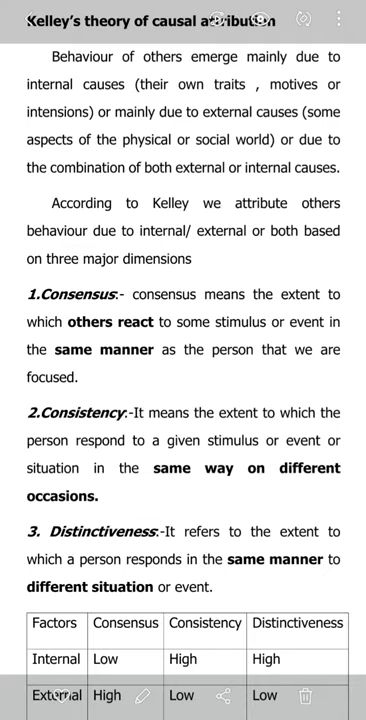 Kelley's theory of causal attribution
Behaviour of others emerge mainly due to
internal causes (their own traits , motives or
intensions) or mainly due to external causes (some
aspects of the physical or social world) or due to
the combination of both external or internal causes.
According to Kelley we attribute others
behaviour due to internal/ external or both based
on three major dimensions
1.Consensus:- consensus means the extent to
which others react to some stimulus or event in
the same manner as the person that we are
focused.
2.Consistency:-It means the extent to which the
person respond to a given stimulus or event or
situation in the same way on different
occasions.
3. Distinctiveness:-It refers to the extent to
which a person responds in the same manner to
different situation or event.
Factors Consensus Consistency Distinctiveness
Internal Low High High
External High Low Low